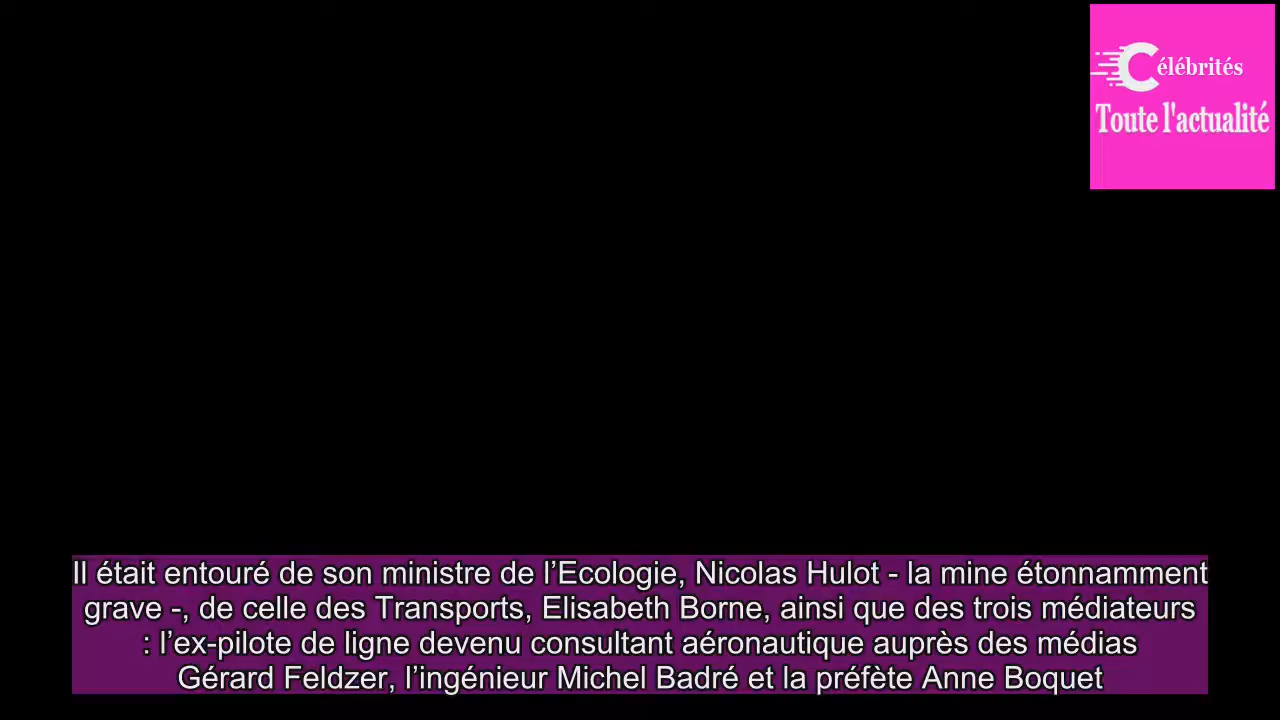 Célébrités
Toute l'actualité
Il était entouré de son ministre de l’Ecologie, Nicolas Hulot - la mine étonnamment
grave -, de celle des Transports, Elisabeth Borne, ainsi que des trois médiateurs
: l’ex-pilote de ligne devenu consultant aéronautique auprès des médias
Gérard Feldzer, l’ingénieur Michel Badré et la préfète Anne Boquet